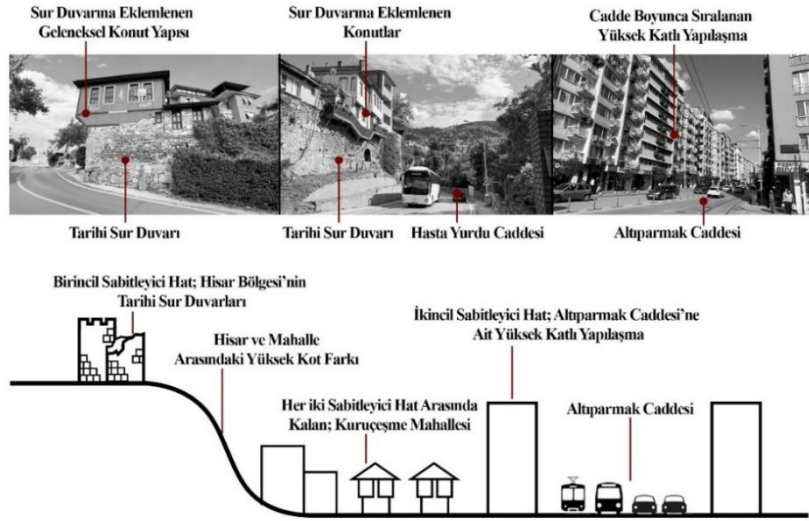 Sur Duvarına Eklemlenen
Geleneksel Konut Yapısı
Sur Duvarına Eklemlenen
Konutlar
Cadde Boyunca Sıralanan
Yüksek Katlı Yapılaşma
Tarihi Sur Duvarı
Tarihi Sur Duvarı
Hasta Yurdu Caddesi
Altıparmak Caddesi
Birincil Sabitleyici Hat; Hisar Bölgesi’nin
Tarihi Sur Duvarları
Hisar ve Mahalle
Arasındaki Yüksek Kot Farkı
Her iki Sabitleyici Hat Arasında
Kalan; Kuruçeşme Mahallesi
İkincil Sabitleyici Hat; Altıparmak Caddesi’ne
Ait Yüksek Katlı Yapılaşma
Altıparmak Caddesi